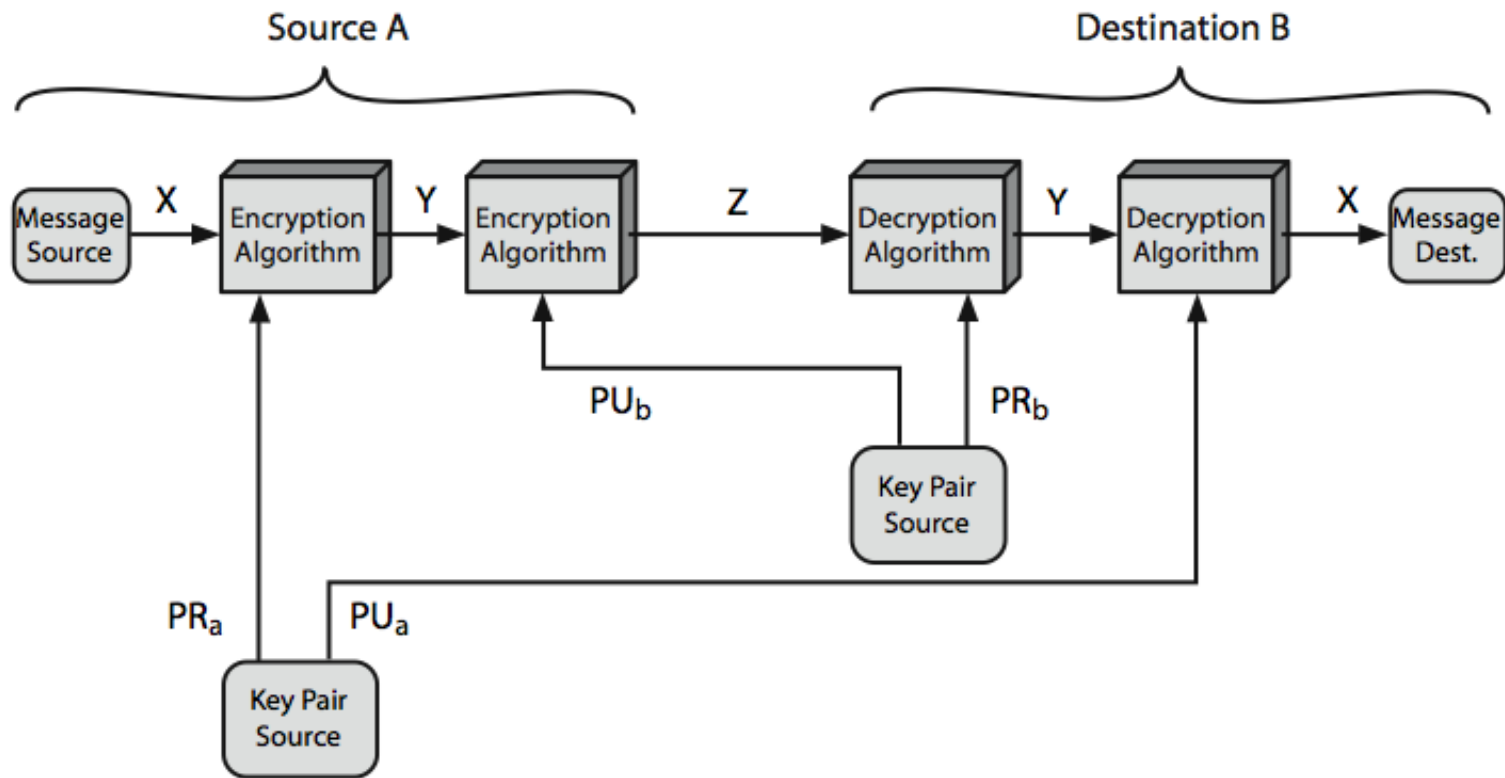 Source A
Destination B
Message
Source
X
Encryption
Algorithm
Y
Encryption
Algorithm
Z
Decryption
Algorithm
Y
Decryption
Algorithm
X
Message
Dest.
PUb
PRb
Key Pair
Source
PRa
PUa
Key Pair
Source